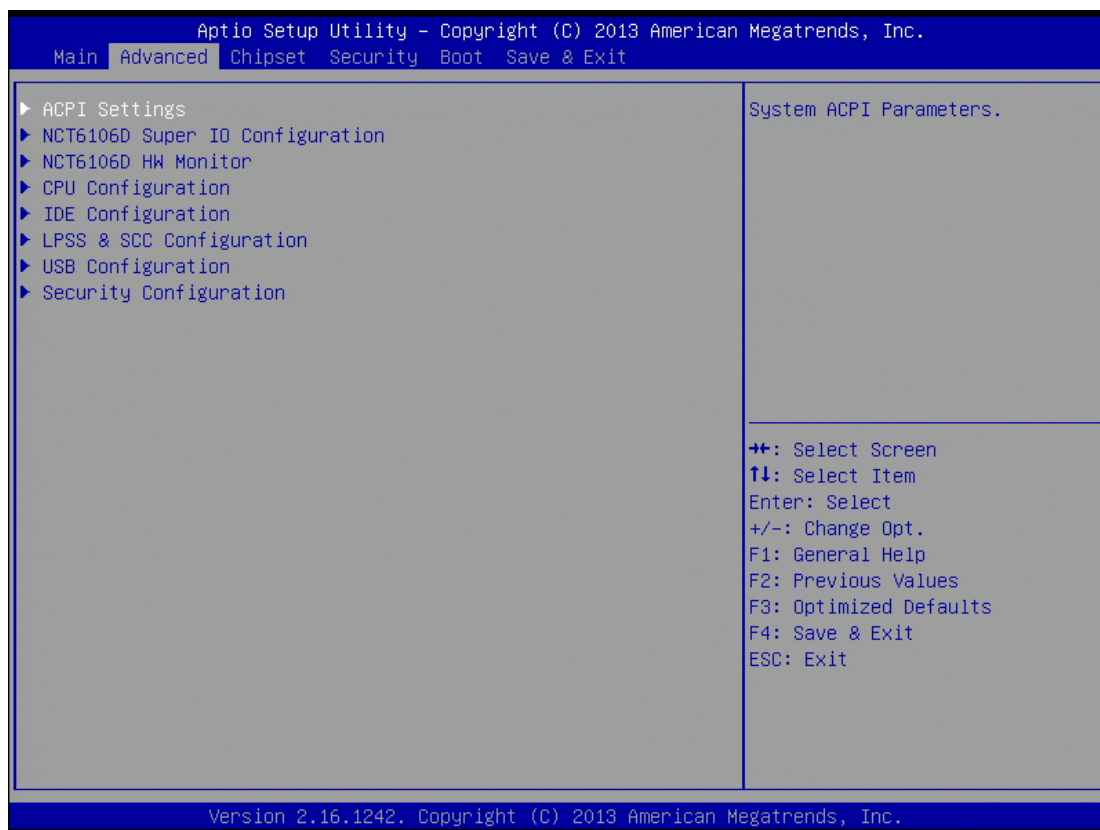 Aptio Setup Utility – Copyright (C) 2013 American Megatrends, Inc.
Main Advanced Chipset Security Boot Save & Exit
▶ ACPI Settings
▶ NCT6106D Super IO Configuration
▶ NCT6106D HW Monitor
▶ CPU Configuration
▶ IDE Configuration
▶ LPSS & SCC Configuration
▶ USB Configuration
▶ Security Configuration
System ACPI Parameters.
→←: Select Screen
↑↓: Select Item
Enter: Select
+/-: Change Opt.
F1: General Help
F2: Previous Values
F3: Optimized Defaults
F4: Save & Exit
ESC: Exit
Version 2.16.1242. Copyright (C) 2013 American Megatrends, Inc.